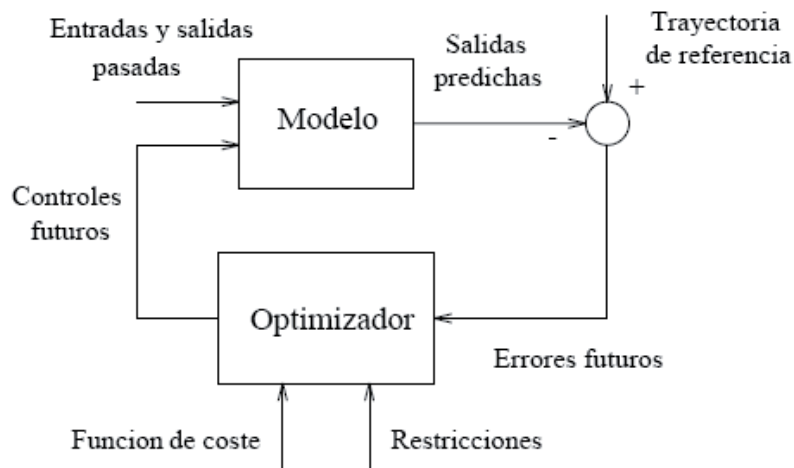 Entradas y salidas
pasadas
Salidas
predichas
Trayectoria
de referencia
+
Modelo
-
Controles
futuros
Optimizador
Errores futuros
Funcion de coste
Restricciones